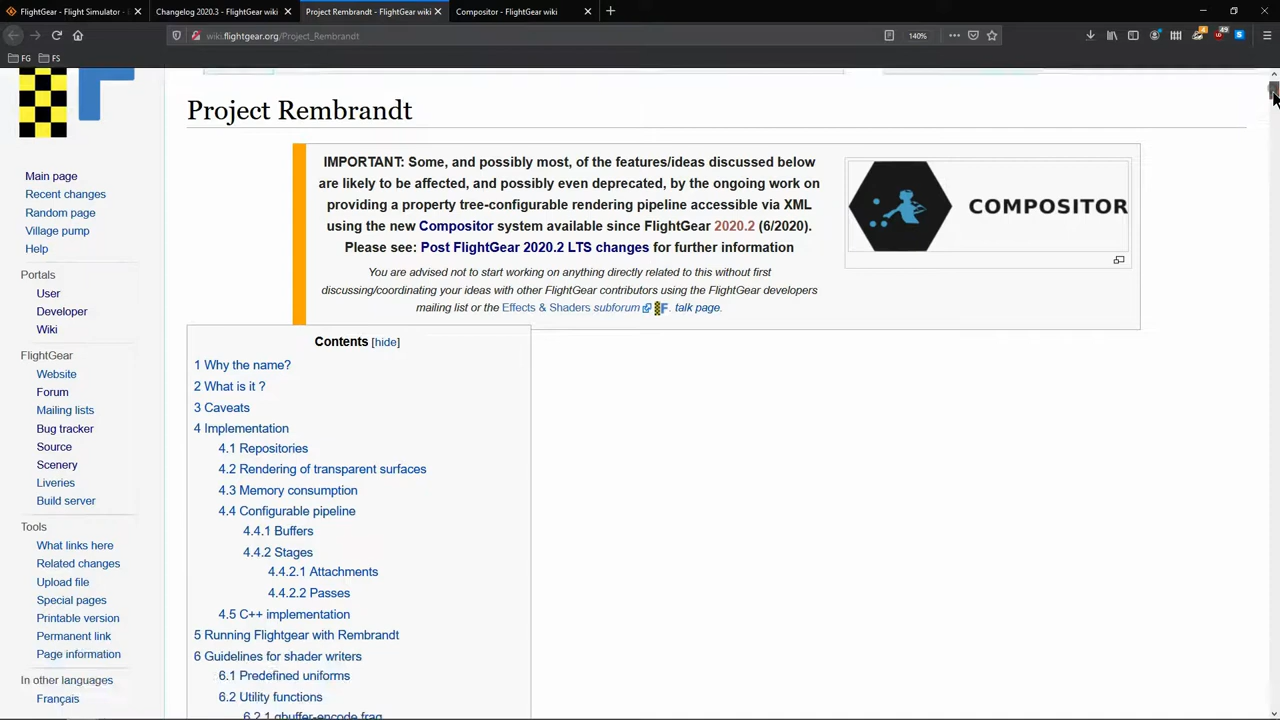 FlightGear - Flight Simulator -
Changelog 2020.3 - FlightGear wiki
Project Rembrandt - FlightGear wiki
Compositor - FlightGear wiki
wiki.flightgear.org/Project_Rembrandt
140%
49
FG
FS
Project Rembrandt
IMPORTANT: Some, and possibly most, of the features/ideas discussed below
are likely to be affected, and possibly even deprecated, by the ongoing work on
providing a property tree-configurable rendering pipeline accessible via XML
using the new Compositor system available since FlightGear 2020.2 (6/2020).
Please see: Post FlightGear 2020.2 LTS changes for further information
You are advised not to start working on anything directly related to this without first
discussing/coordinating your ideas with other FlightGear contributors using the FlightGear developers
mailing list or the Effects & Shaders subforum . talk page.
COMPOSITOR
Main page
Recent changes
Random page
Village pump
Help
Portals
User
Developer
Wiki
FlightGear
Website
Forum
Mailing lists
Bug tracker
Source
Scenery
Liveries
Build server
Tools
What links here
Related changes
Upload file
Special pages
Printable version
Permanent link
Page information
In other languages
Français
Contents [hide]
1 Why the name?
2 What is it ?
3 Caveats
4 Implementation
4.1 Repositories
4.2 Rendering of transparent surfaces
4.3 Memory consumption
4.4 Configurable pipeline
4.4.1 Buffers
4.4.2 Stages
4.4.2.1 Attachments
4.4.2.2 Passes
4.5 C++ implementation
5 Running Flightgear with Rembrandt
6 Guidelines for shader writers
6.1 Predefined uniforms
6.2 Utility functions
6.2.1 gbuffer-encode.frag